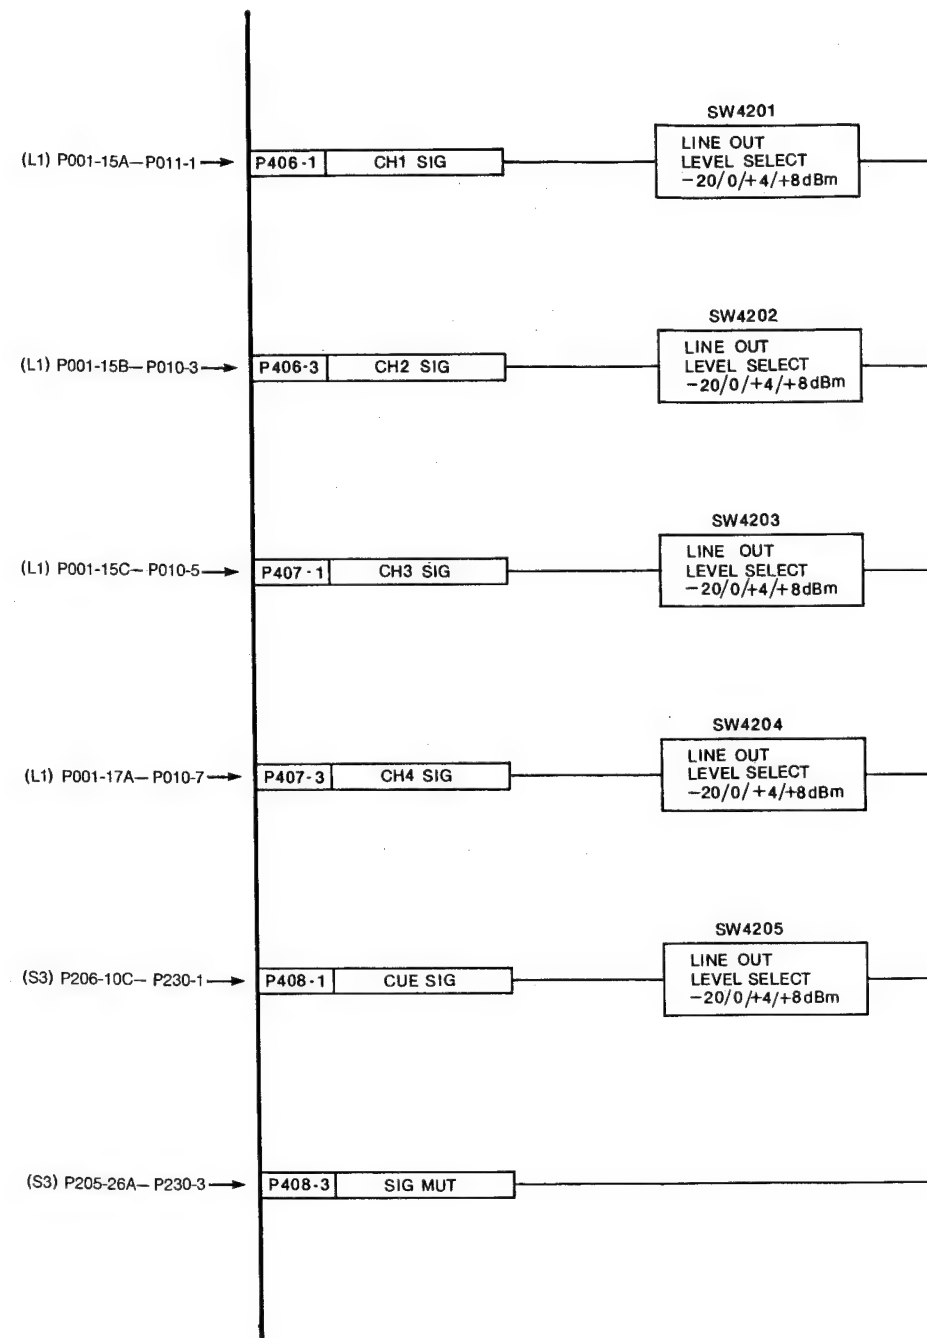 SW4201
(L1) P001-15A—P011-1
P406-1
CH1 SIG
LINE OUT
LEVEL SELECT
-20/0/+4/+8dBm
SW4202
(L1) P001-15B—P010-3
P406-3
CH2 SIG
LINE OUT
LEVEL SELECT
-20/0/+4/+8dBm
SW4203
(L1) P001-15C—P010-5
P407-1
CH3 SIG
LINE OUT
LEVEL SELECT
-20/0/+4/+8dBm
SW4204
(L1) P001-17A—P010-7
P407-3
CH4 SIG
LINE OUT
LEVEL SELECT
-20/0/+4/+8dBm
SW4205
(S3) P206-10C—P230-1
P408-1
CUE SIG
LINE OUT
LEVEL SELECT
-20/0/+4/+8dBm
(S3) P205-26A—P230-3
P408-3
SIG MUT